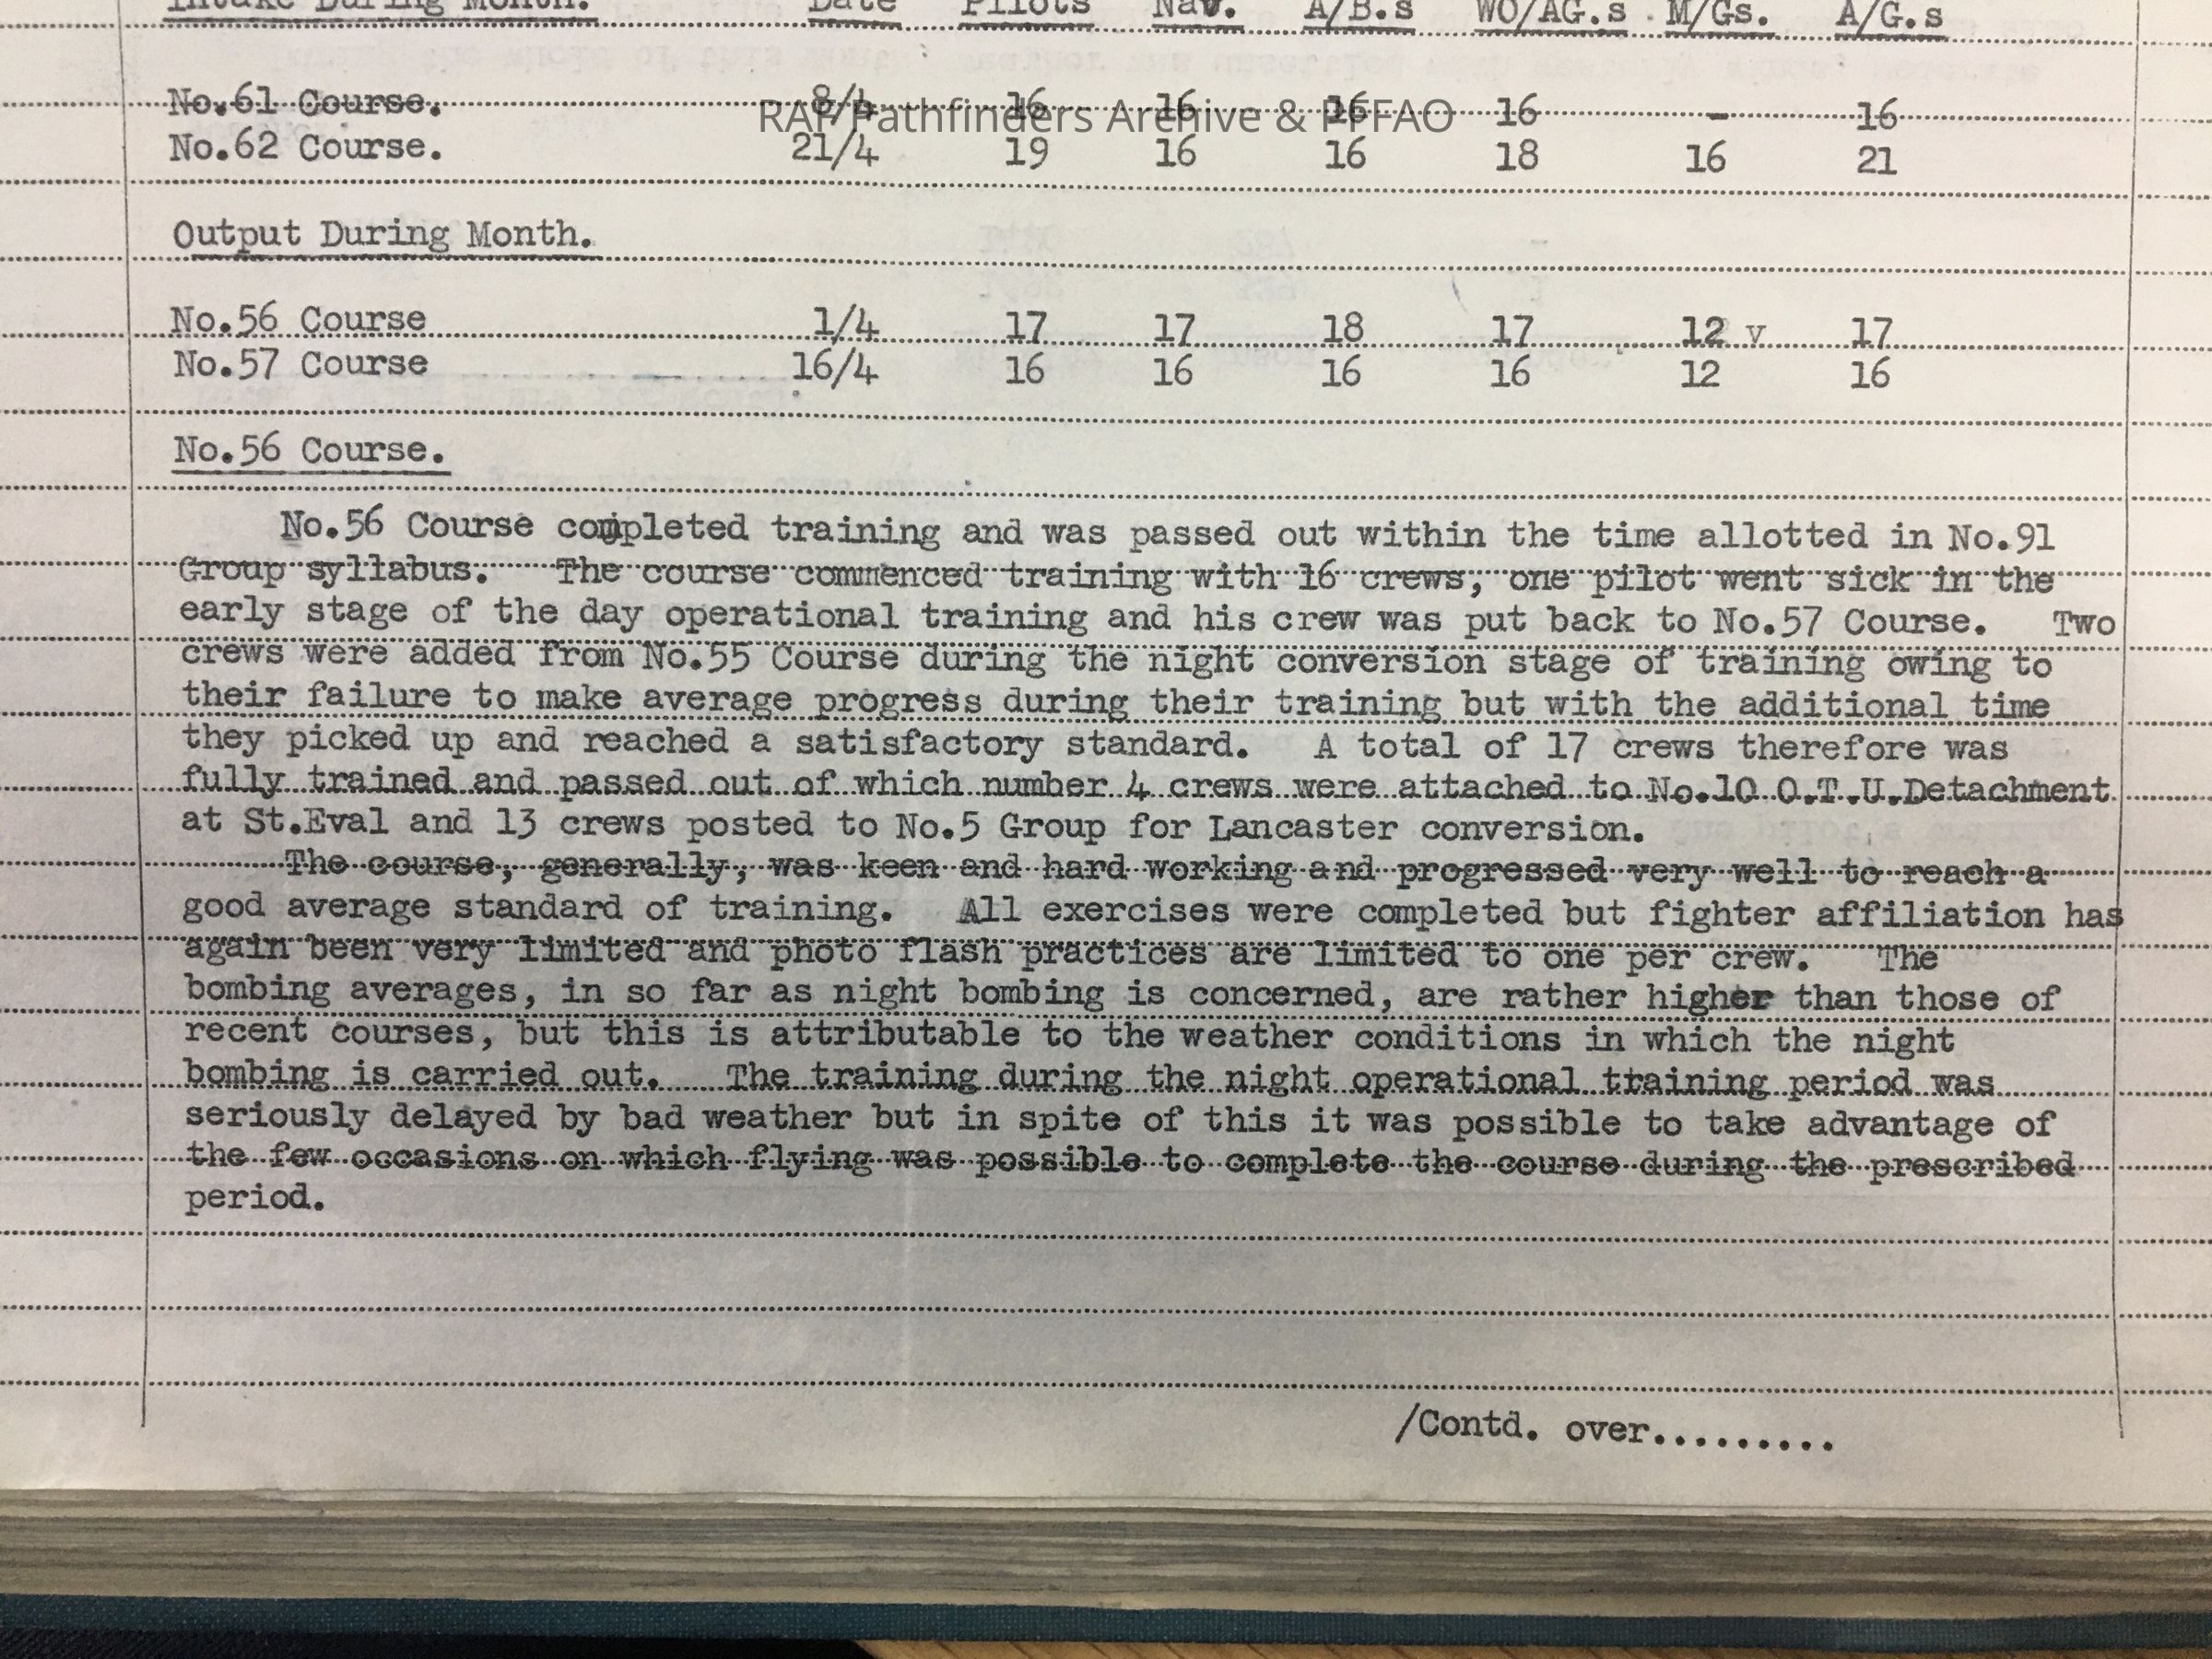 Intake During Month. Date Pilots Nav. A/B.s WO/AG.s M/Gs. A/G.s
No.61 Course. 8/4 16 16 16 16 - 16
RAF Pathfinders Archive & PFFAO
No.62 Course. 21/4 19 16 16 18 16 21
Output During Month.
No.56 Course 1/4 17 17 18 17 12 v 17
No.57 Course 16/4 16 16 16 16 12 16
No.56 Course.
No.56 Course completed training and was passed out within the time allotted in No.91
Group syllabus. The course commenced training with 16 crews, one pilot went sick in the
early stage of the day operational training and his crew was put back to No.57 Course. Two
crews were added from No.55 Course during the night conversion stage of training owing to
their failure to make average progress during their training but with the additional time
they picked up and reached a satisfactory standard. A total of 17 crews therefore was
fully trained and passed out of which number 4 crews were attached to No.10 O.T.U.Detachment
at St.Eval and 13 crews posted to No.5 Group for Lancaster conversion.
The course, generally, was keen and hard working and progressed very well to reach a
good average standard of training. All exercises were completed but fighter affiliation has
again been very limited and photo flash practices are limited to one per crew. The
bombing averages, in so far as night bombing is concerned, are rather higher than those of
recent courses, but this is attributable to the weather conditions in which the night
bombing is carried out. The training during the night operational training period was
seriously delayed by bad weather but in spite of this it was possible to take advantage of
the few occasions on which flying was possible to complete the course during the prescribed
period.
/Contd. over.........